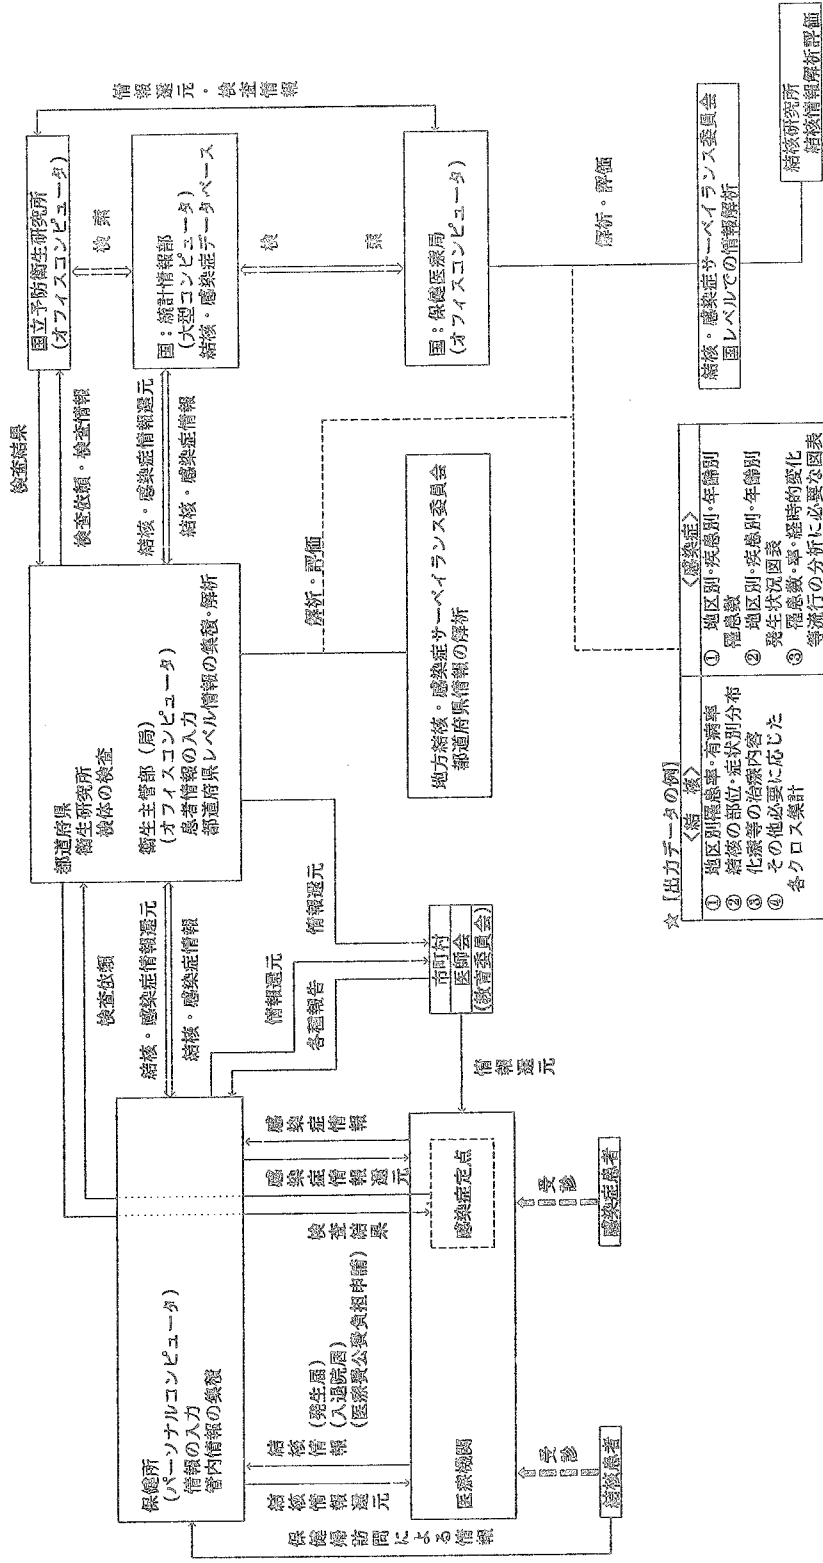 国立予防衛生研究所
(オフィスコンピュータ)
検索
国：統計情報部
(大型コンピュータ)
結核・感染症データベース
検索
国：保健医療局
(オフィスコンピュータ)
情報還元・検査情報
解析・評価
結核・感染症サーベイランス委員会
国レベルでの情報解析
結核研究所
結核情報解析評価
検査結果
検査依頼・検査情報
結核・感染症情報還元
結核・感染症情報
都道府県
衛生研究所
検体の検査
衛生主管部(局)
(オフィスコンピュータ)
患者情報の入力
都道府県レベル情報の集積・解析
解析・評価
地方結核・感染症サーベイランス委員会
都道府県情報の解析
検査依頼
結核・感染症情報還元
結核・感染症情報
情報還元
情報還元
各種報告
市町村
医師会
(教育委員会)
情報還元
保健所
(パーソナルコンピュータ)
情報の入力
管内情報の集積
感染症情報
感染症情報還元
検査結果
(発生届)
(入退院届)
(医療費公費負担申請)
結核情報
結核情報還元
保健婦訪問による情報
医療機関
感染症定点
受診
受診
結核患者
感染症患者
☆ [出力データの例]
〈結核〉
① 地区別罹患率・有病率
② 結核の部位・症状別分布
③ 化療等の治療内容
④ その他必要に応じた
各クロス集計
〈感染症〉
① 地区別・疾患別・年齢別
罹患数
② 地区別・疾患別・年齢別
発生状況図表
③ 罹患数・率・経時的変化
等流行の分析に必要な図表